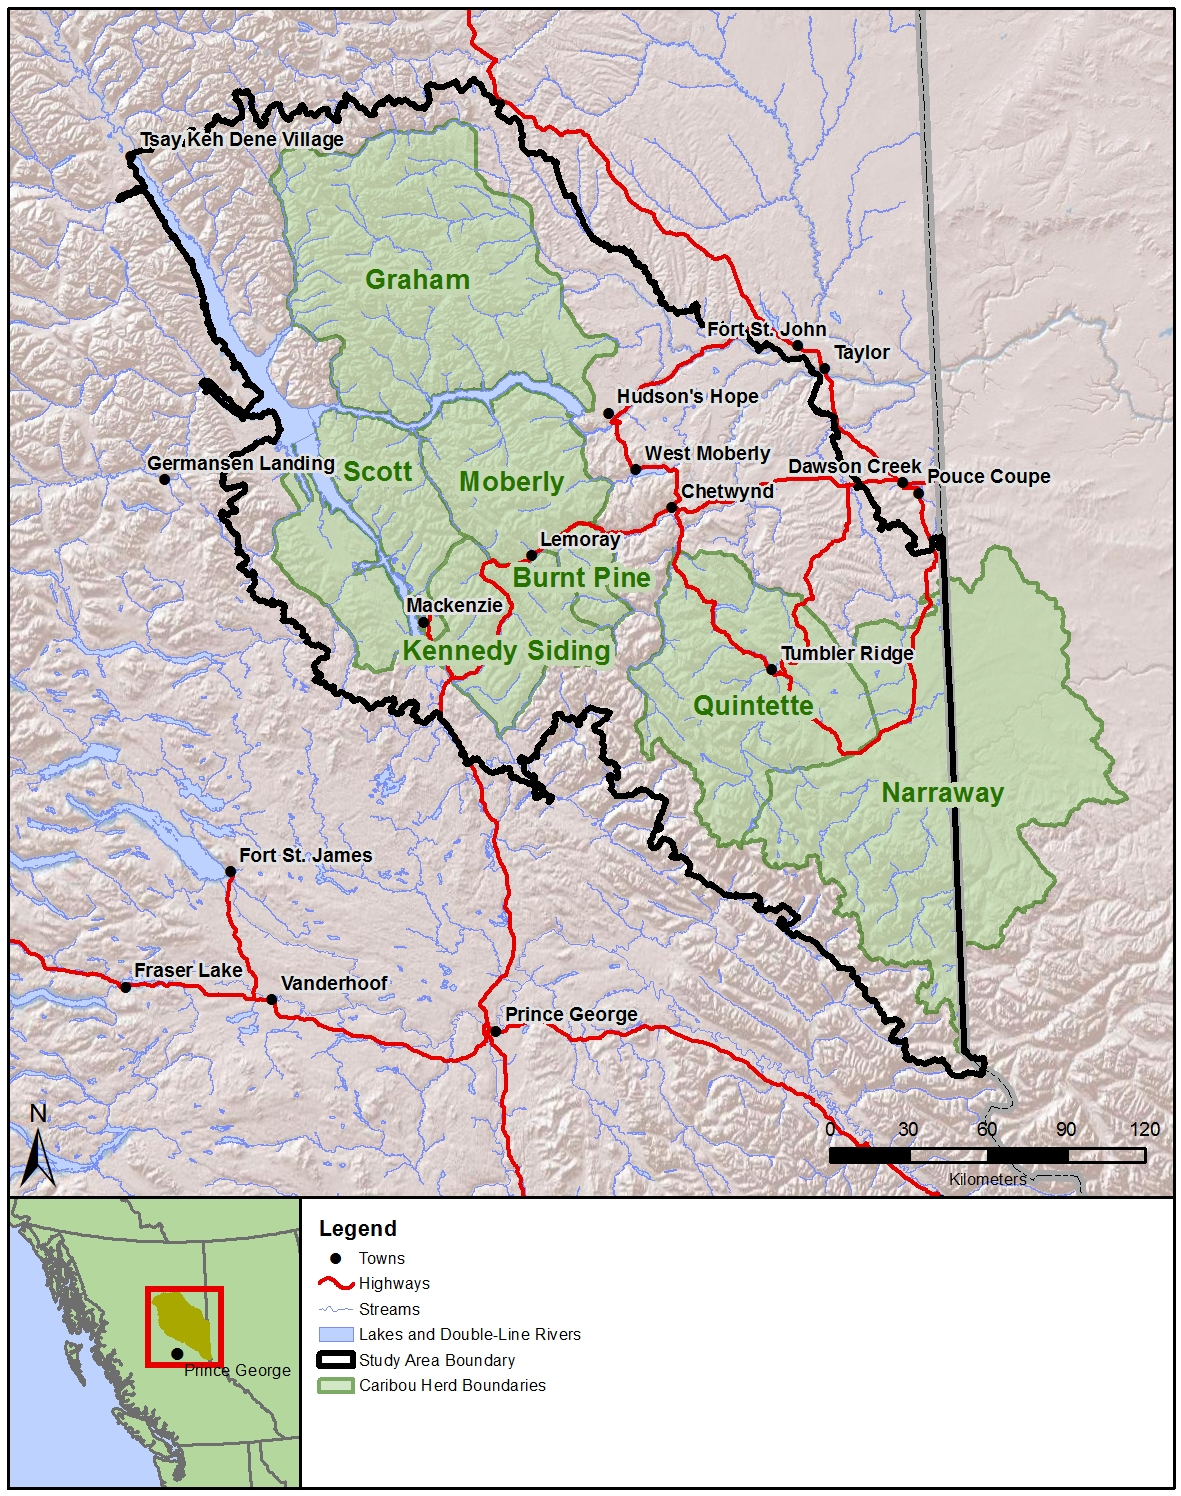 Tsay Keh Dene Village
Graham
Fort St. John
Taylor
Hudson's Hope
West Moberly
Germansen Landing
Scott
Moberly
Dawson Creek
Pouce Coupe
Chetwynd
Lemoray
Burnt Pine
Mackenzie
Kennedy Siding
Tumbler Ridge
Quintette
Narraway
Fort St. James
Fraser Lake
Vanderhoof
Prince George
N
0 30 60 90 120
Kilometers
Prince George
Legend
Towns
Highways
Streams
Lakes and Double-Line Rivers
Study Area Boundary
Caribou Herd Boundaries